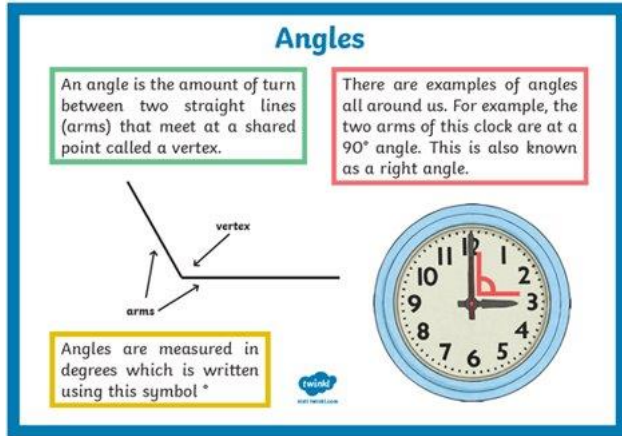 Angles
An angle is the amount of turn
between two straight lines
(arms) that meet at a shared
point called a vertex.
There are examples of angles
all around us. For example, the
two arms of this clock are at a
90° angle. This is also known
as a right angle.
vertex
arms
Angles are measured in
degrees which is written
using this symbol °
twinkl
visit twinkl.com
12
1
2
3
4
5
6
7
8
9
10
11